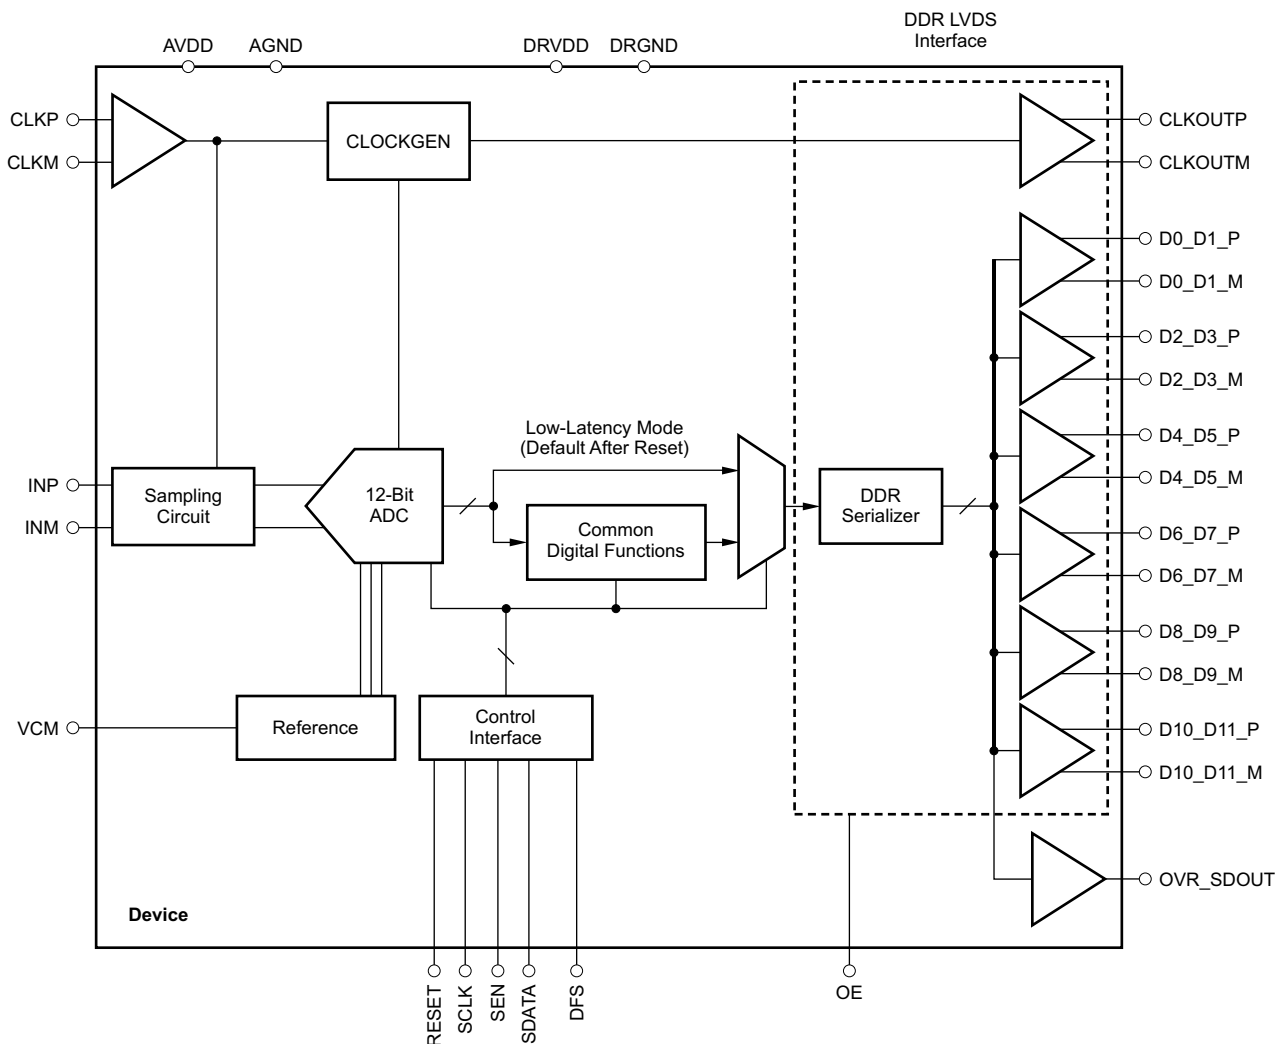 DDR LVDS
Interface
AVDD
AGND
DRVDD
DRGND
CLKP
CLKM
CLOCKGEN
CLKOUTP
CLKOUTM
D0_D1_P
D0_D1_M
D2_D3_P
D2_D3_M
Low-Latency Mode
(Default After Reset)
D4_D5_P
D4_D5_M
INP
INM
Sampling
Circuit
12-Bit
ADC
Common
Digital Functions
DDR
Serializer
D6_D7_P
D6_D7_M
D8_D9_P
D8_D9_M
VCM
Reference
Control
Interface
D10_D11_P
D10_D11_M
OVR_SDOUT
Device
RESET
SCLK
SEN
SDATA
DFS
OE